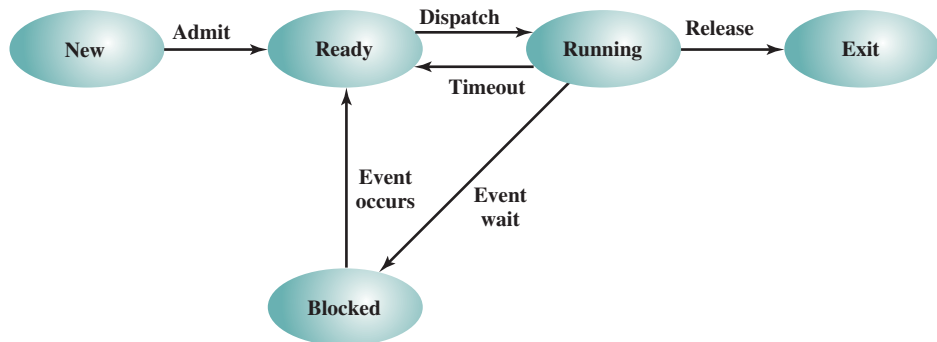 Dispatch
Admit
Release
New
Ready
Running
Exit
Timeout
Event
occurs
Event
wait
Blocked